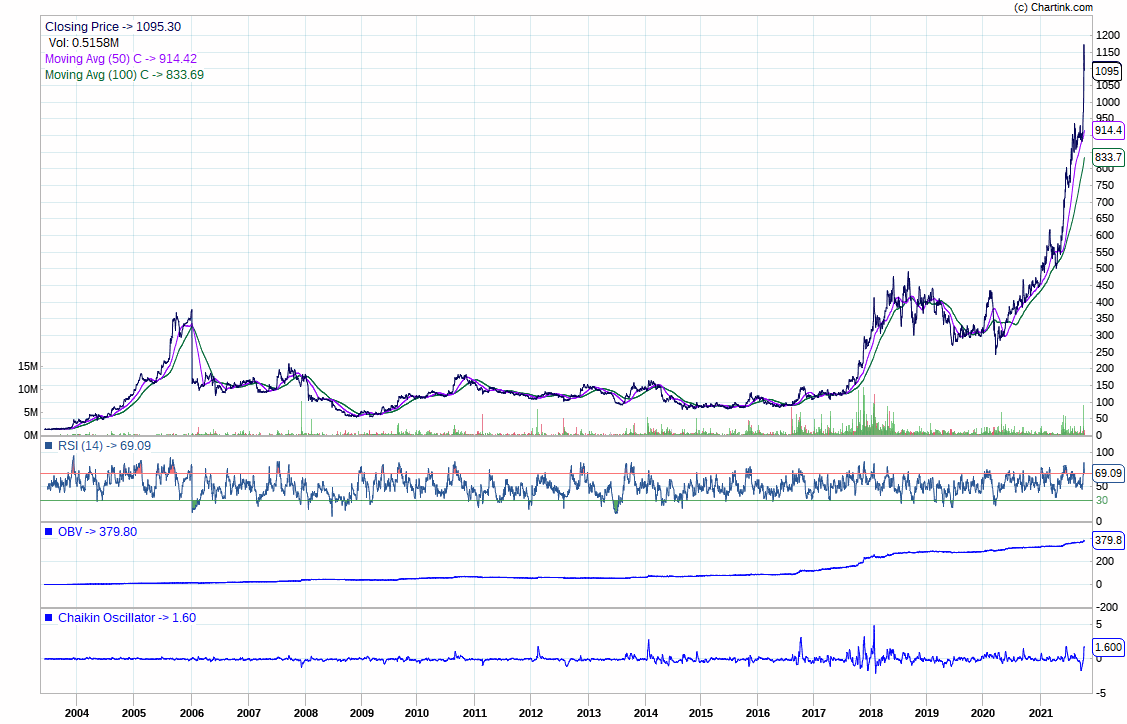 (c) Chartink.com
Closing Price -> 1095.30
Vol: 0.5158M
Moving Avg (50) C -> 914.42
Moving Avg (100) C -> 833.69
1200
1150
1095
1050
1000
950
914.4
833.7
800
750
700
650
600
550
500
450
400
350
300
250
200
150
100
50
0
15M
10M
5M
0M
RSI (14) -> 69.09
100
69.09
50
30
0
OBV -> 379.80
379.8
200
0
-200
Chaikin Oscillator -> 1.60
5
1.600
0
-5
2004 2005 2006 2007 2008 2009 2010 2011 2012 2013 2014 2015 2016 2017 2018 2019 2020 2021